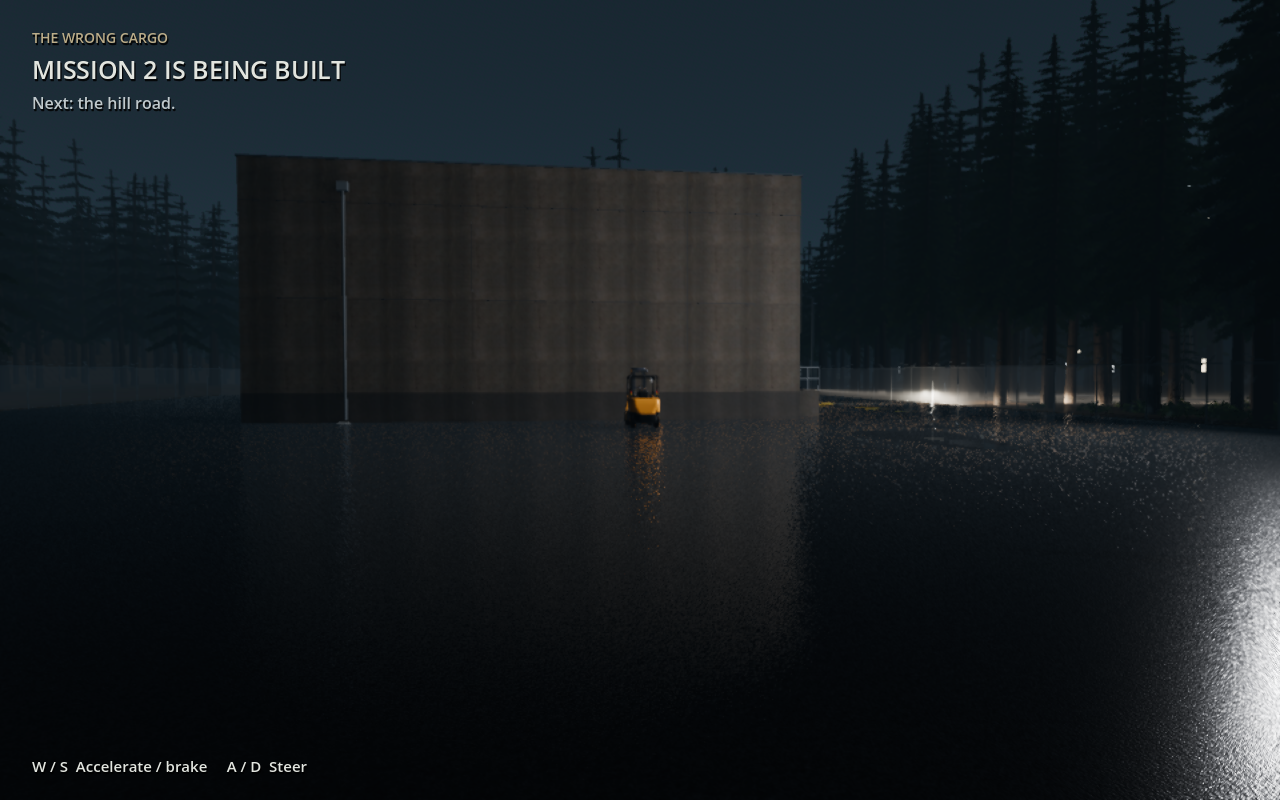 THE WRONG CARGO
MISSION 2 IS BEING BUILT
Next: the hill road.
W / S Accelerate / brake A / D Steer